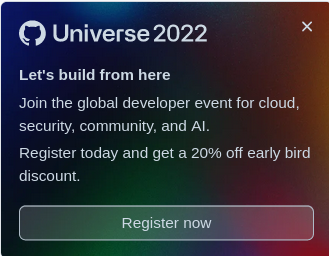 Universe 2022
Let's build from here
Join the global developer event for cloud,
security, community, and AI.
Register today and get a 20% off early bird
discount.
Register now